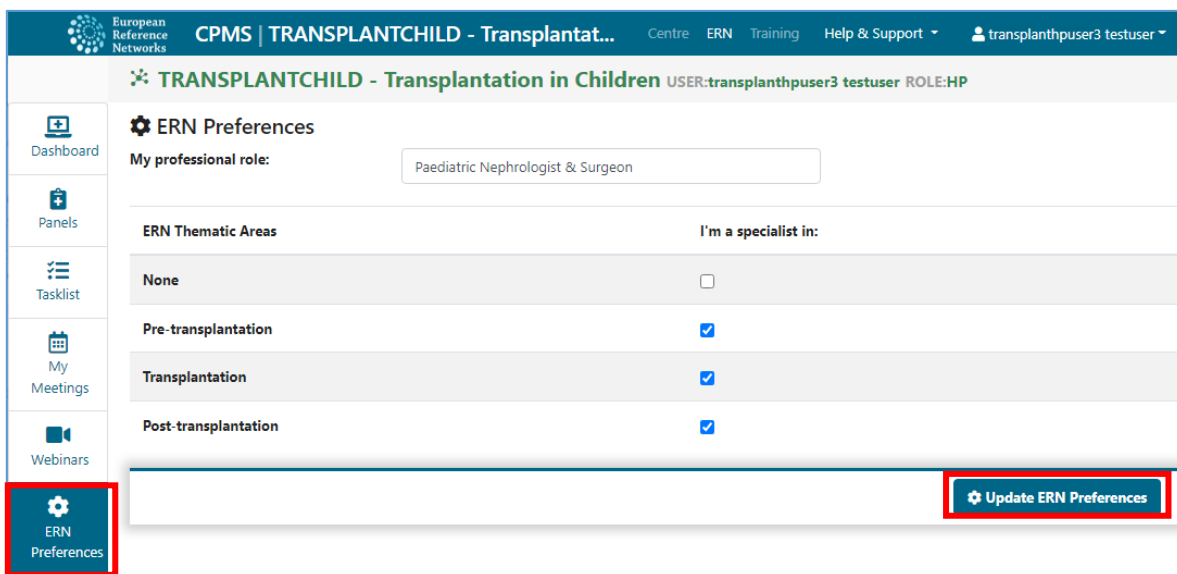 European
Reference
Networks
CPMS | TRANSPLANTCHILD - Transplantat...
Centre ERN Training Help & Support
transplanthpuser3 testuser
TRANSPLANTCHILD - Transplantation in Children USER:transplanthpuser3 testuser ROLE:HP
Dashboard
Panels
Tasklist
My
Meetings
Webinars
ERN
Preferences
ERN Preferences
My professional role:
Paediatric Nephrologist & Surgeon
ERN Thematic Areas
I'm a specialist in:
None
Pre-transplantation
Transplantation
Post-transplantation
Update ERN Preferences